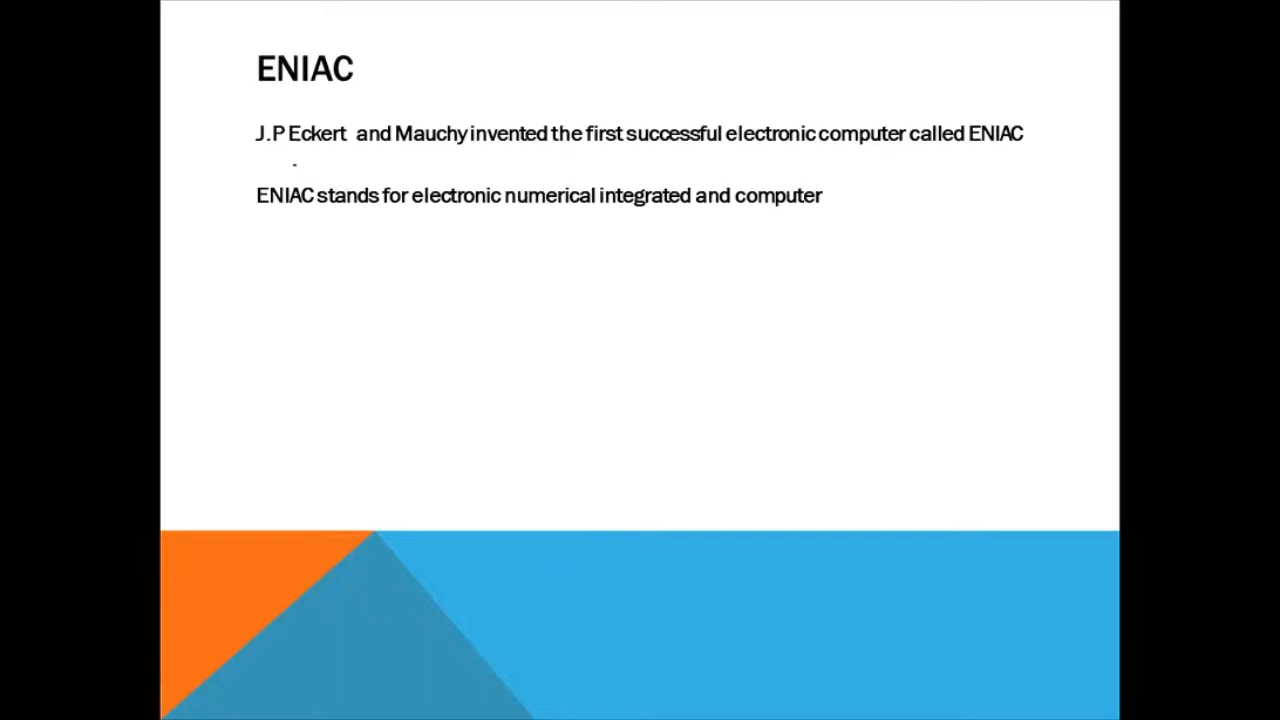 ENIAC
J.P Eckert and Mauchy invented the first successful electronic computer called ENIAC
.
ENIAC stands for electronic numerical integrated and computer